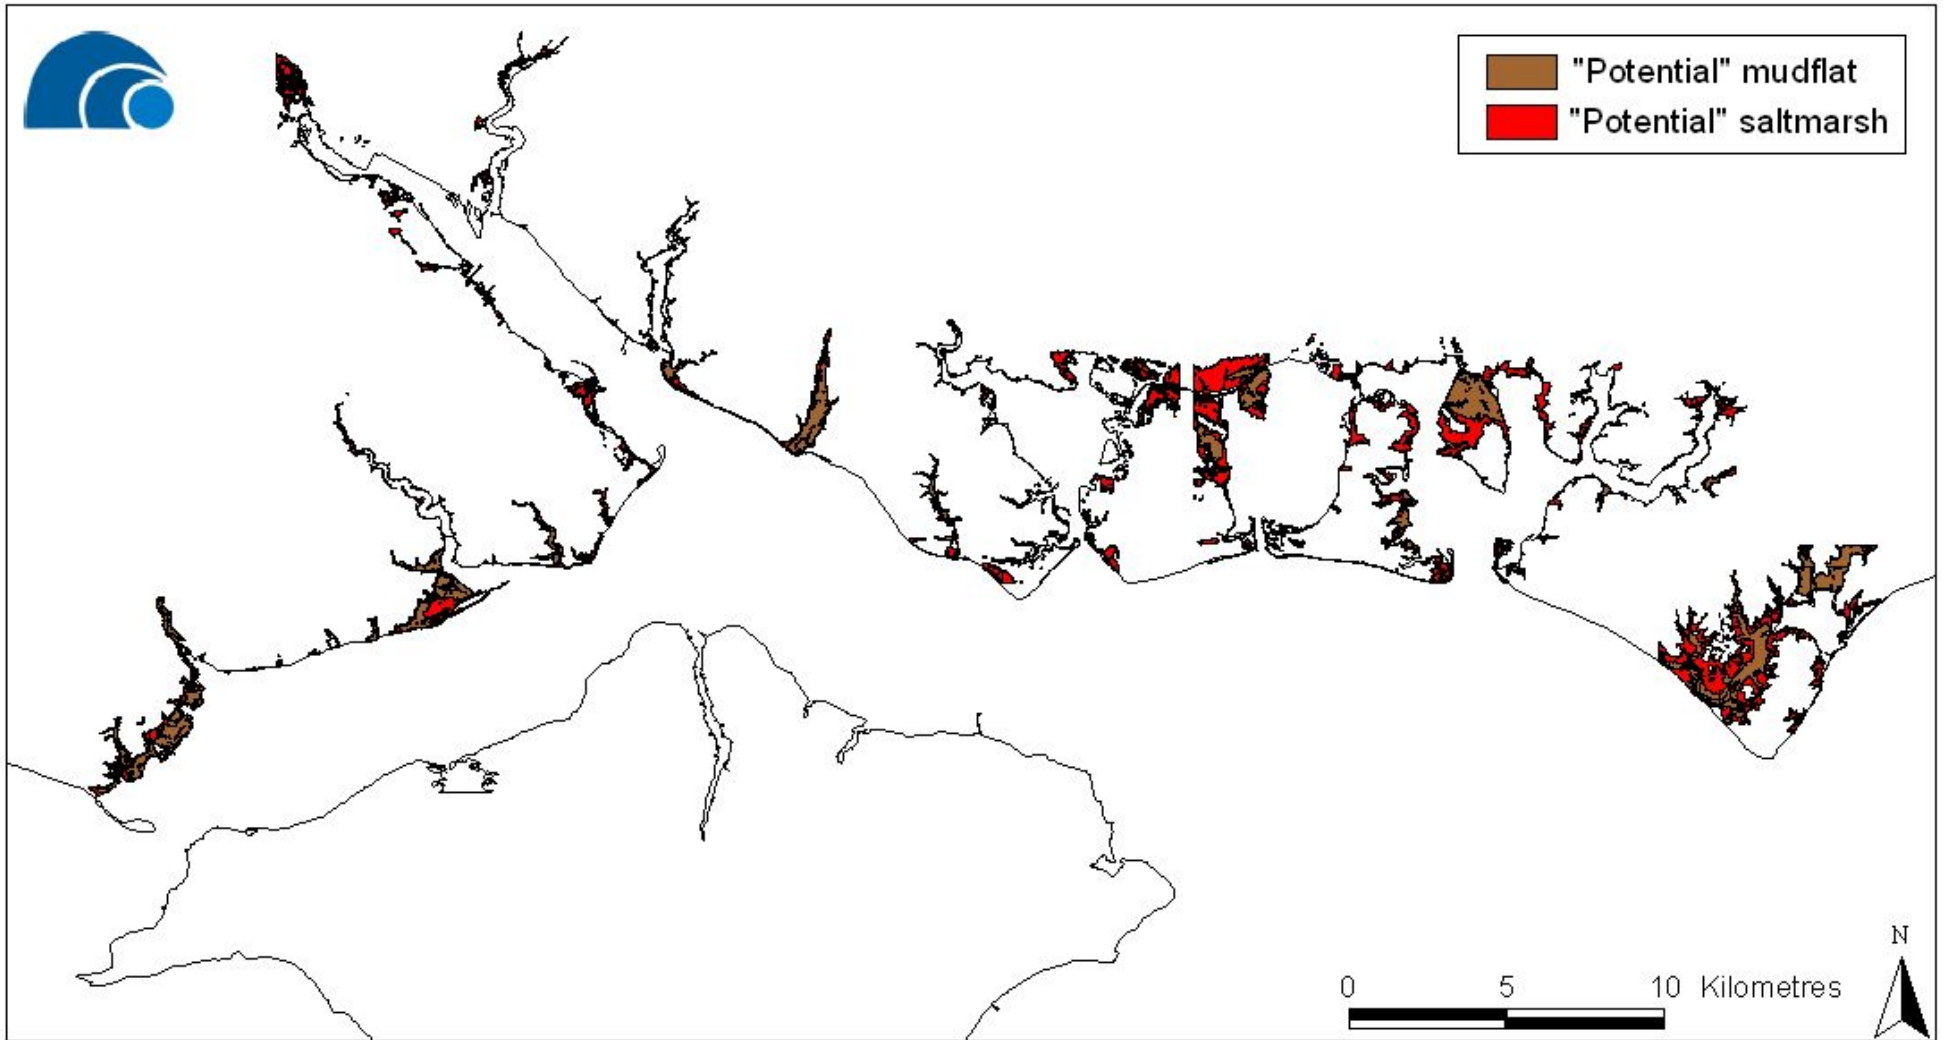 "Potential" mudflat
"Potential" saltmarsh
N
0 5 10 Kilometres